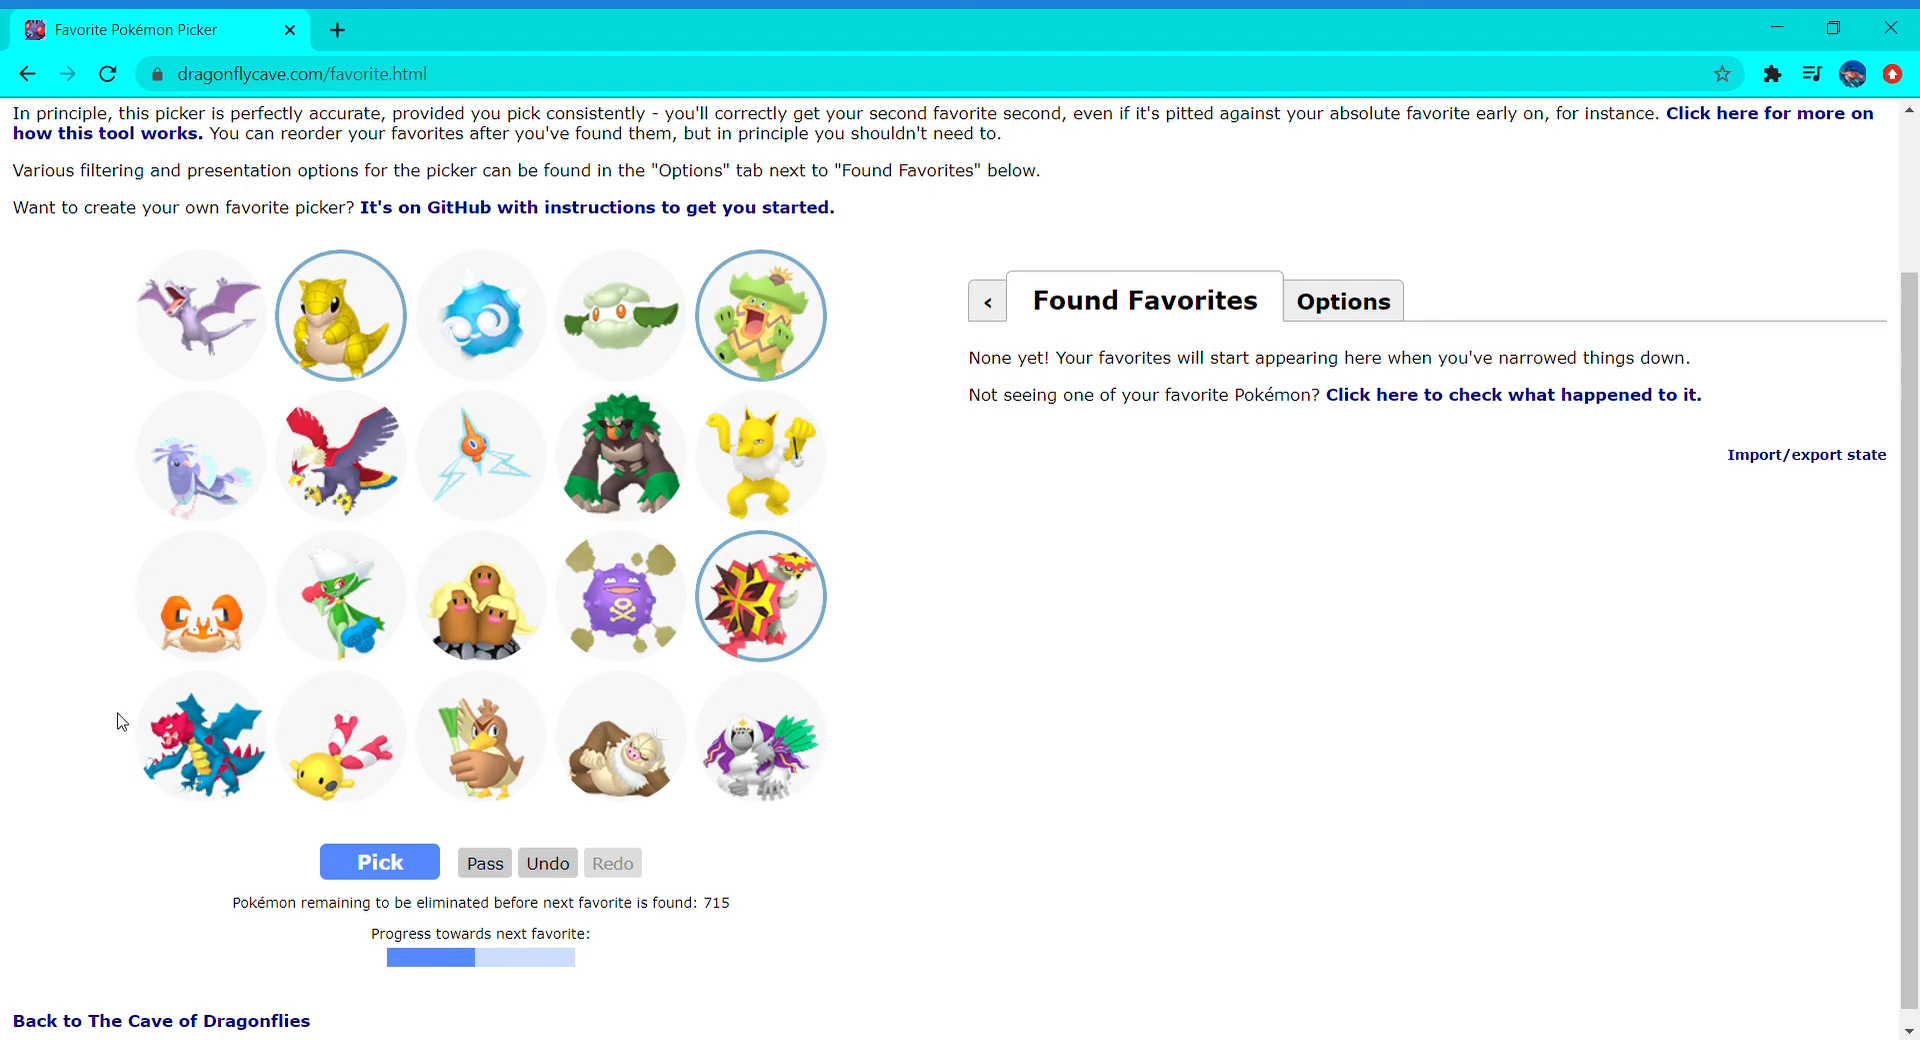 Favorite Pokémon Picker
dragonflycave.com/favorite.html
In principle, this picker is perfectly accurate, provided you pick consistently - you'll correctly get your second favorite second, even if it's pitted against your absolute favorite early on, for instance. Click here for more on
how this tool works. You can reorder your favorites after you've found them, but in principle you shouldn't need to.
Various filtering and presentation options for the picker can be found in the "Options" tab next to "Found Favorites" below.
Want to create your own favorite picker? It's on GitHub with instructions to get you started.
< Found Favorites Options
None yet! Your favorites will start appearing here when you've narrowed things down.
Not seeing one of your favorite Pokémon? Click here to check what happened to it.
Import/export state
Pick Pass Undo Redo
Pokémon remaining to be eliminated before next favorite is found: 715
Progress towards next favorite:
Back to The Cave of Dragonflies